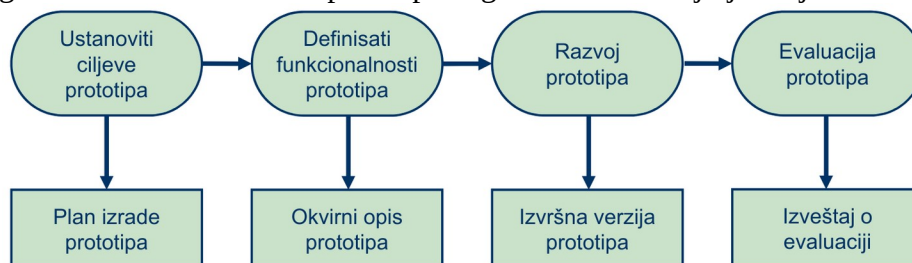 Ustanoviti
ciljeve
prototipa
Definisati
funkcionalnosti
prototipa
Razvoj
prototipa
Evaluacija
prototipa
Plan izrade
prototipa
Okvirni opis
prototipa
Izvršna verzija
prototipa
Izveštaj o
evaluaciji